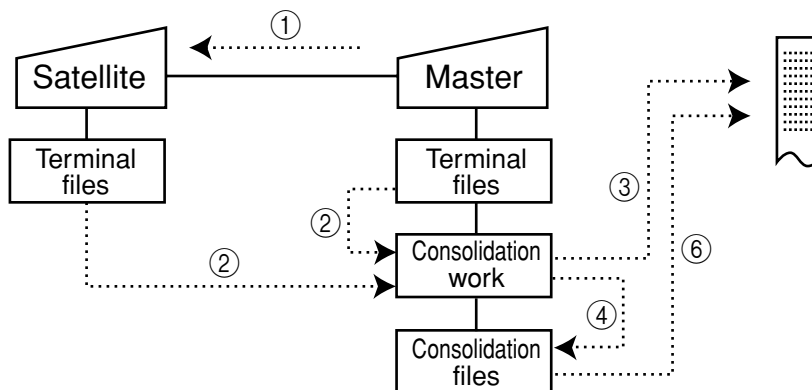 ①
Satellite
Master
Terminal
files
Terminal
files
③
②
⑥
②
Consolidation
work
④
Consolidation
files